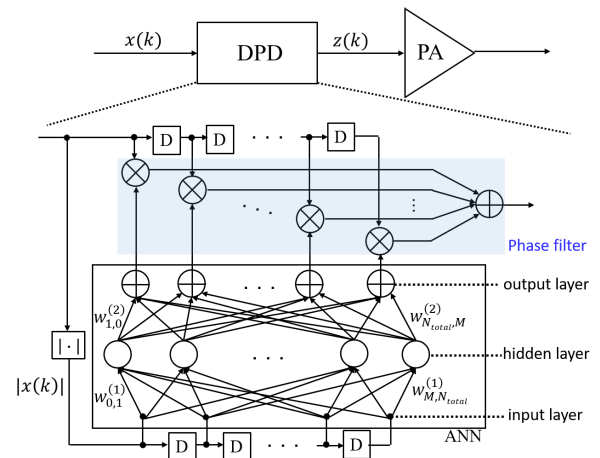 x(k)
DPD
z(k)
PA
D
D
. . .
D
. . .
⋮
Phase filter
. . .
output layer
w_{1,0}^{(2)}
w_{N_{total},M}^{(2)}
|·|
. . .
hidden layer
|x(k)|
w_{0,1}^{(1)}
w_{M,N_{total}}^{(1)}
. . .
input layer
ANN
D
D
. . .
D